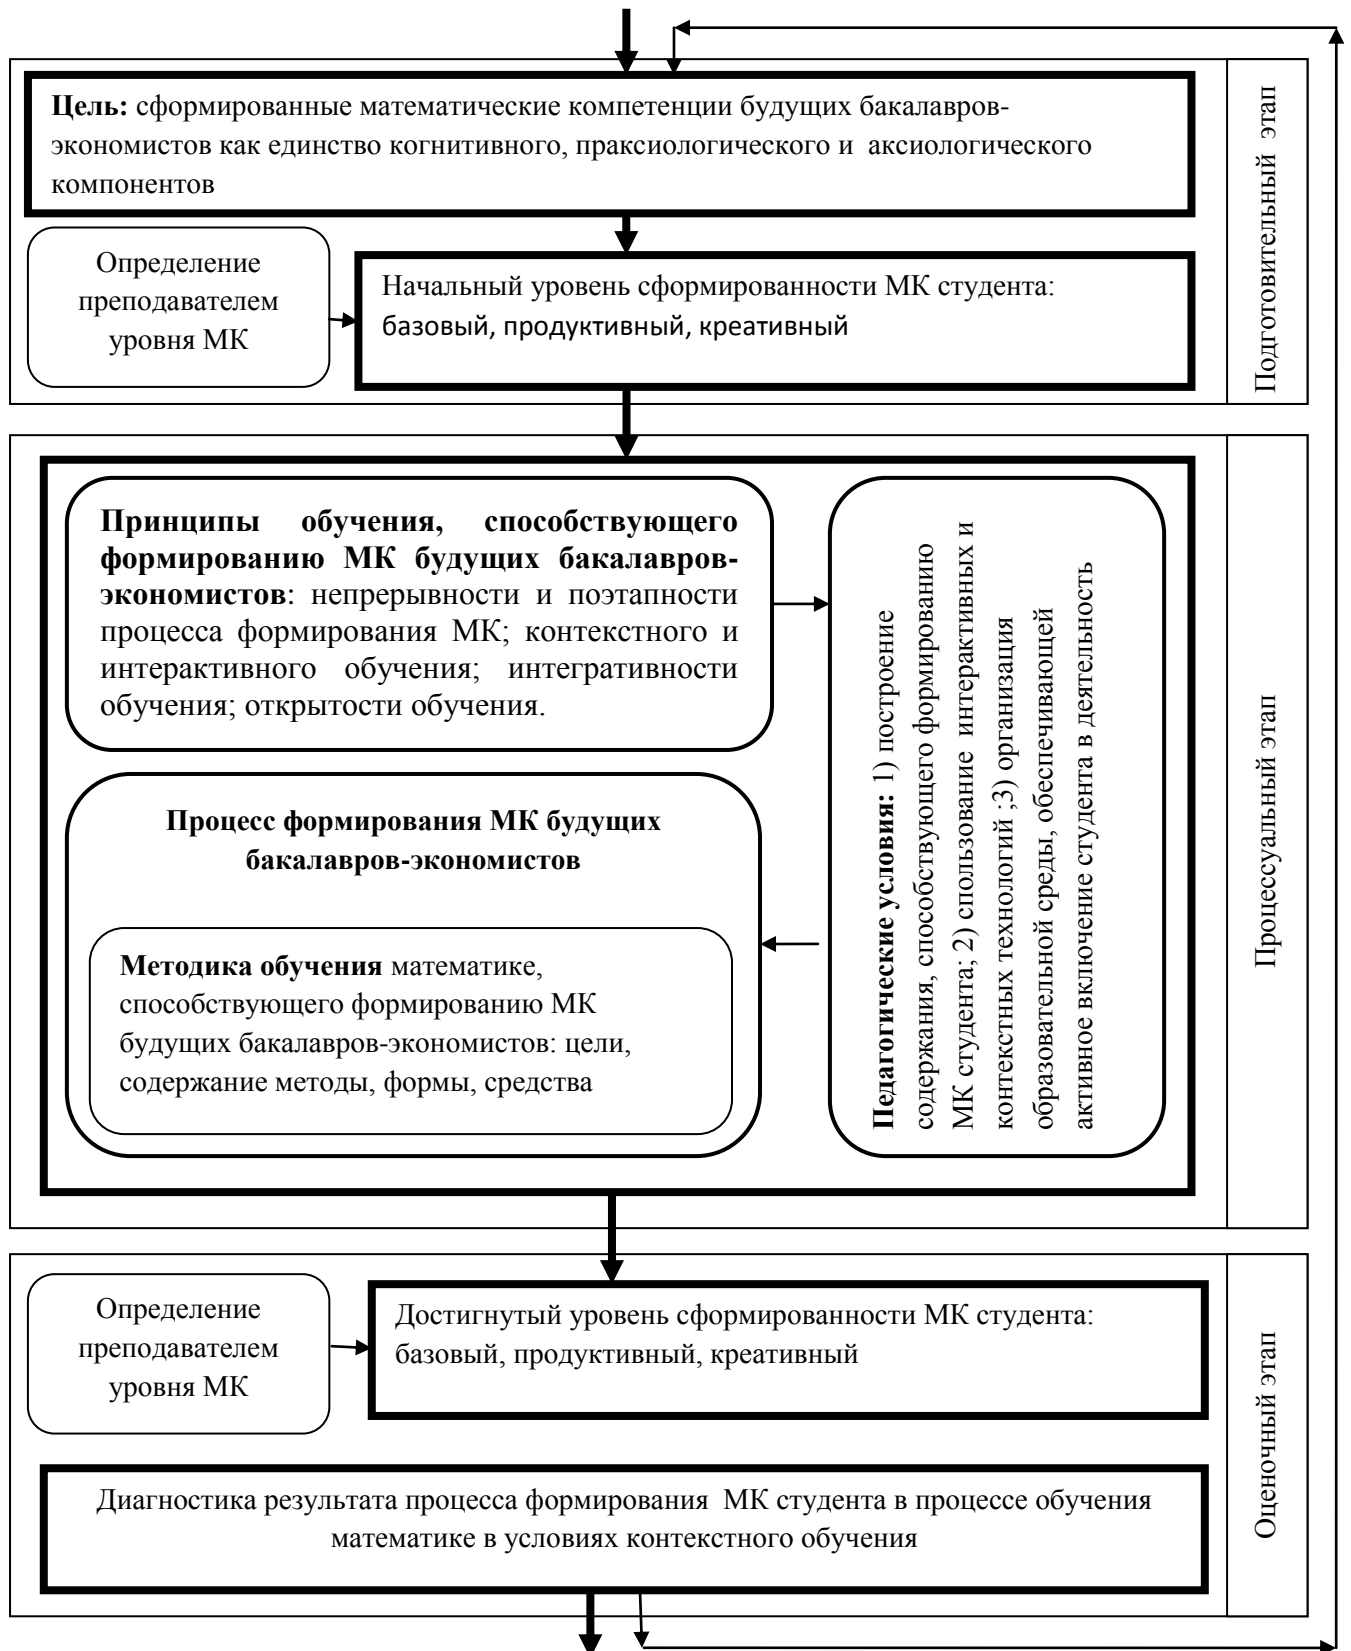 Цель: сформированные математические компетенции будущих бакалавров-
экономистов как единство когнитивного, праксиологического и аксиологического
компонентов
Определение
преподавателем
уровня МК
Начальный уровень сформированности МК студента:
базовый, продуктивный, креативный
Подготовительный этап
Принципы обучения, способствующего
формированию МК будущих бакалавров-
экономистов: непрерывности и поэтапности
процесса формирования МК; контекстного и
интерактивного обучения; интегративности
обучения; открытости обучения.
Педагогические условия: 1) построение
содержания, способствующего формированию
МК студента; 2) спользование интерактивных и
контекстных технологий ;3) организация
образовательной среды, обеспечивающей
активное включение студента в деятельность
Процесс формирования МК будущих
бакалавров-экономистов
Методика обучения математике,
способствующего формированию МК
будущих бакалавров-экономистов: цели,
содержание методы, формы, средства
Процессуальный этап
Определение
преподавателем
уровня МК
Достигнутый уровень сформированности МК студента:
базовый, продуктивный, креативный
Диагностика результата процесса формирования МК студента в процессе обучения
математике в условиях контекстного обучения
Оценочный этап